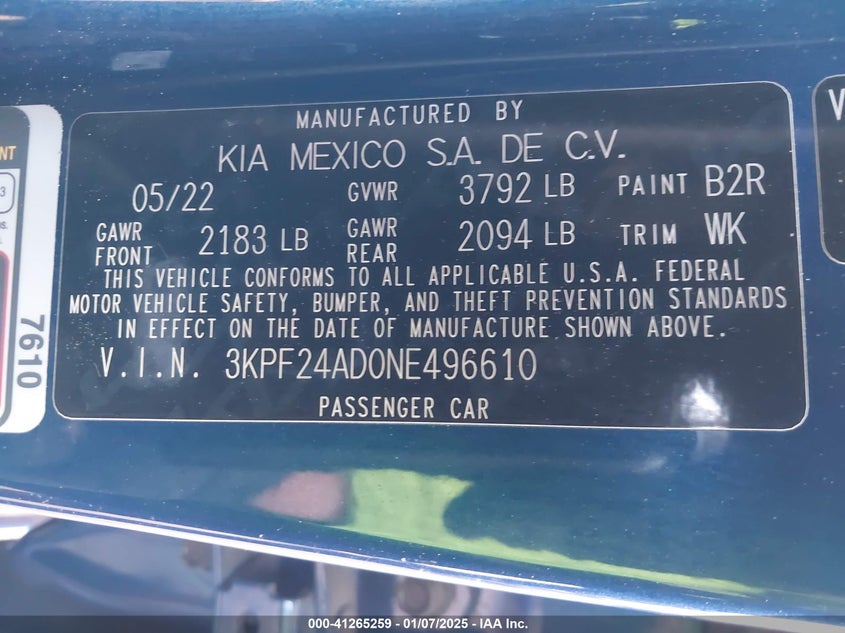 MANUFACTURED BY
KIA MEXICO S.A. DE C.V.
05/22 GVWR 3792 LB PAINT B2R
GAWR FRONT 2183 LB GAWR REAR 2094 LB TRIM WK
THIS VEHICLE CONFORMS TO ALL APPLICABLE U.S.A. FEDERAL
MOTOR VEHICLE SAFETY, BUMPER, AND THEFT PREVENTION STANDARDS
IN EFFECT ON THE DATE OF MANUFACTURE SHOWN ABOVE.
V.I.N. 3KPF24AD0NE496610
PASSENGER CAR
7610
000-41265259 - 01/07/2025 - IAA Inc.